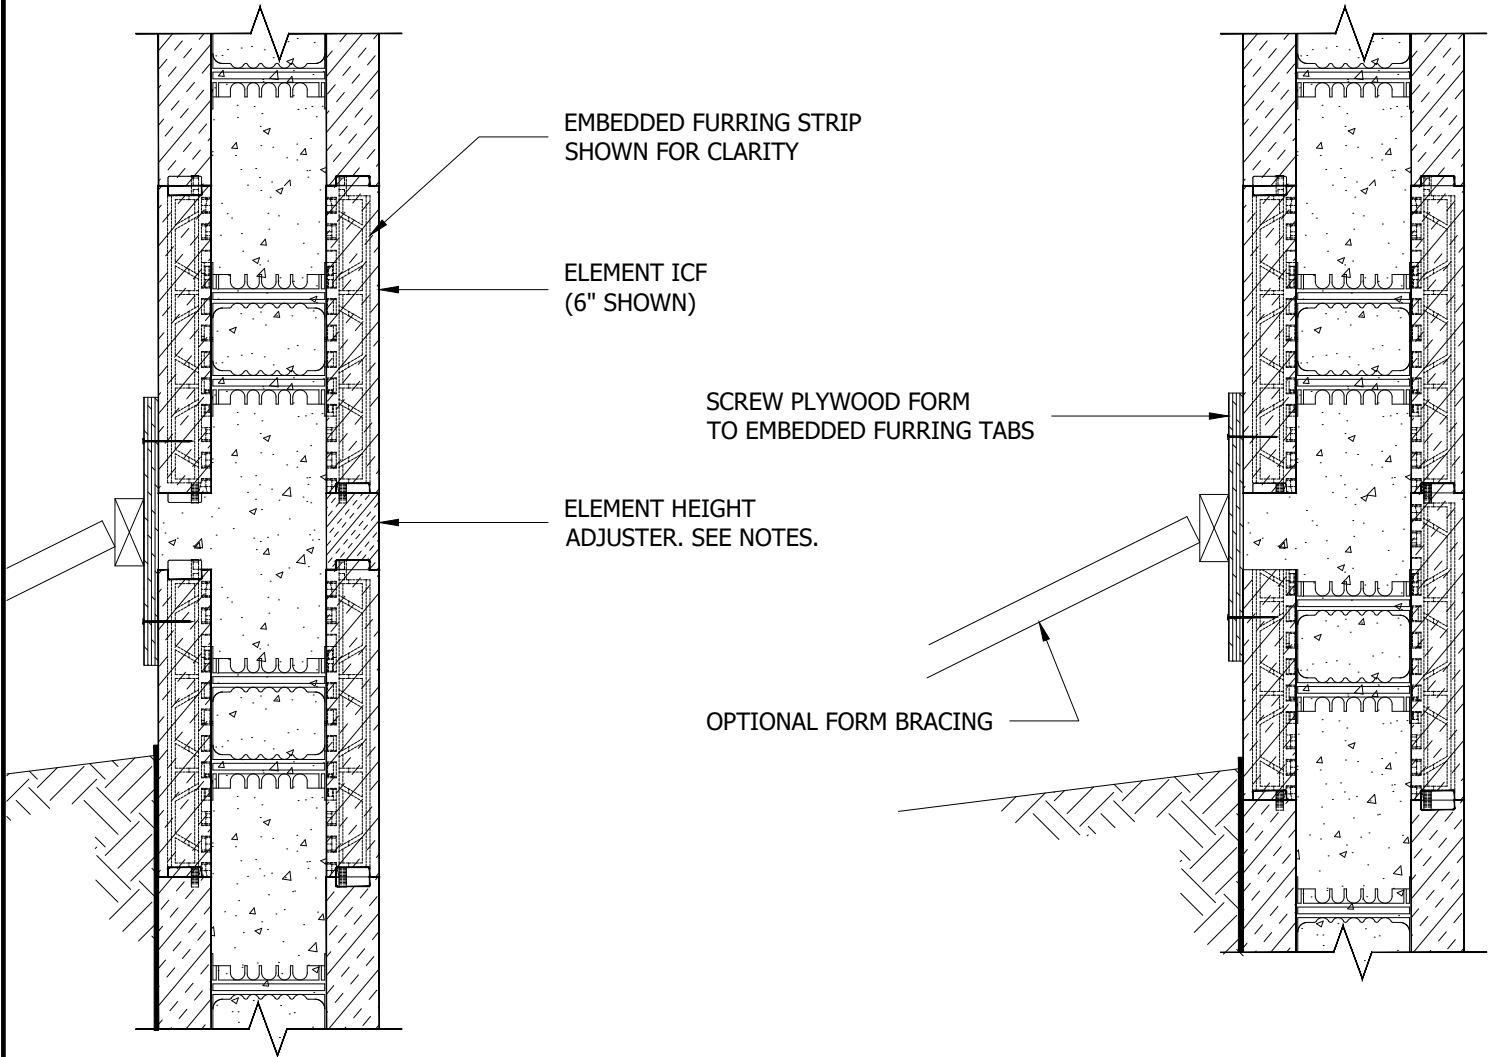 EMBEDDED FURRING STRIP
SHOWN FOR CLARITY
ELEMENT ICF
(6" SHOWN)
SCREW PLYWOOD FORM
TO EMBEDDED FURRING TABS
ELEMENT HEIGHT
ADJUSTER. SEE NOTES.
OPTIONAL FORM BRACING